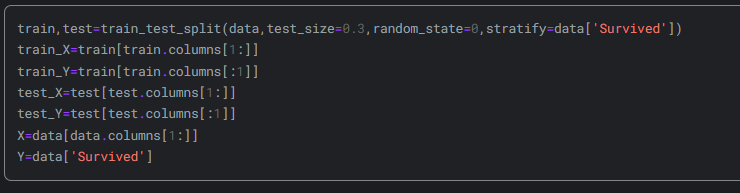 train,test=train_test_split(data,test_size=0.3,random_state=0,stratify=data['Survived'])
train_X=train[train.columns[1:]]
train_Y=train[train.columns[:1]]
test_X=test[test.columns[1:]]
test_Y=test[test.columns[:1]]
X=data[data.columns[1:]]
Y=data['Survived']